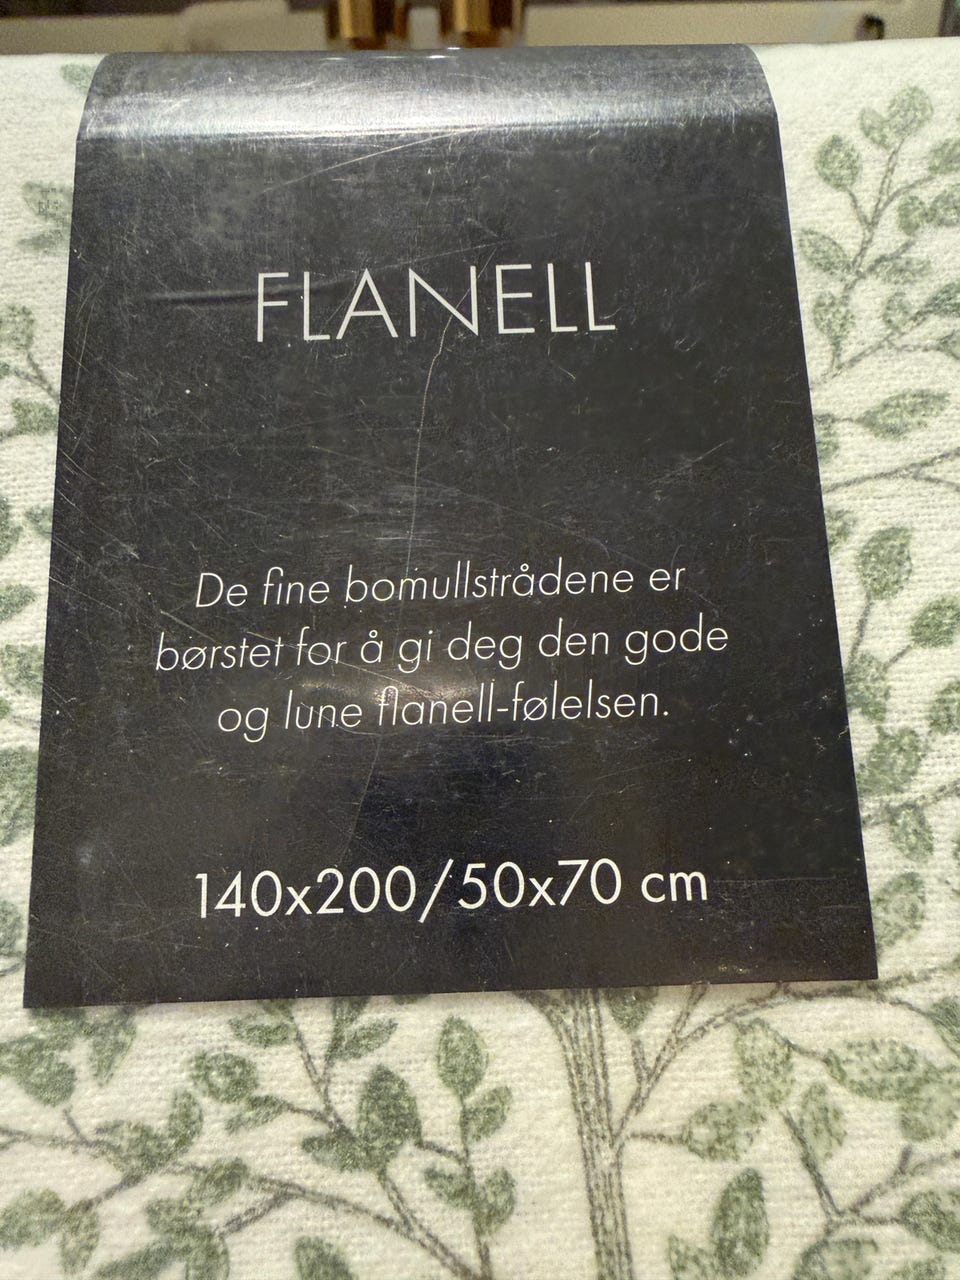 FLANELL
De fine bomullstrådene er
børstet for å gi deg den gode
og lune flanell-følelsen.
140x200/50x70 cm